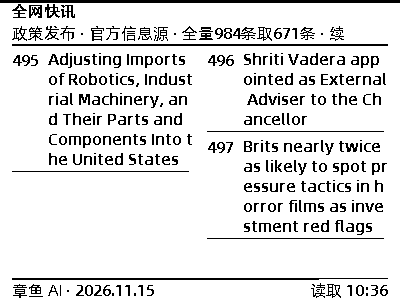 全网快讯
政策发布 · 官方信息源 · 全量984条取671条 · 续
495 Adjusting Imports
of Robotics, Indust
rial Machinery, an
d Their Parts and
Components Into t
he United States
496 Shriti Vadera app
ointed as External
Adviser to the Ch
ancellor
497 Brits nearly twice
as likely to spot pr
essure tactics in h
orror films as inve
stment red flags
章鱼 AI · 2026.11.15
读取 10:36